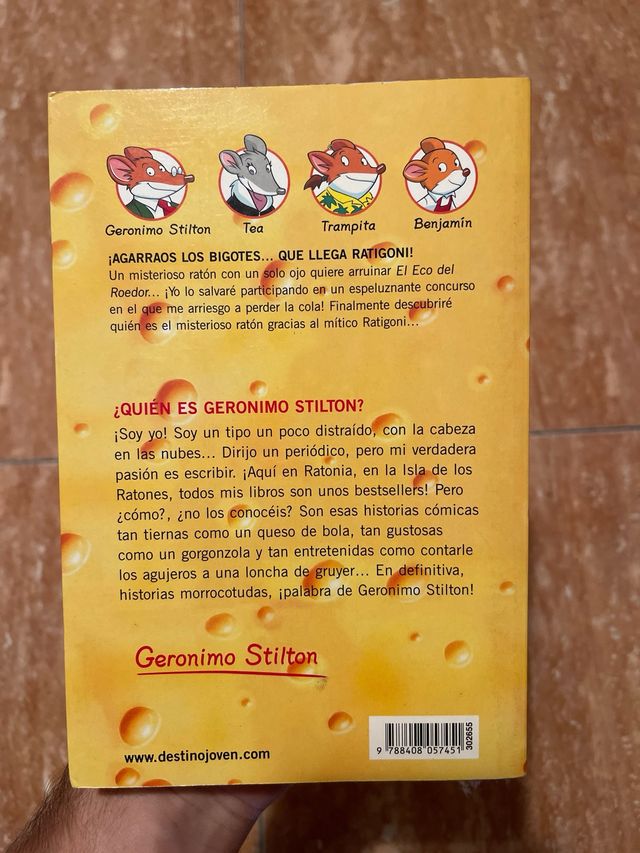 Geronimo Stilton
Tea
Trampita
Benjamín
¡AGARRAOS LOS BIGOTES... QUE LLEGA RATIGONI!
Un misterioso ratón con un solo ojo quiere arruinar El Eco del
Roedor... ¡Yo lo salvaré participando en un espeluznante concurso
en el que me arriesgo a perder la cola! Finalmente descubriré
quién es el misterioso ratón gracias al mítico Ratigoni...
¿QUIÉN ES GERONIMO STILTON?
¡Soy yo! Soy un tipo un poco distraído, con la cabeza
en las nubes... Dirijo un periódico, pero mi verdadera
pasión es escribir. ¡Aquí en Ratonia, en la Isla de los
Ratones, todos mis libros son unos bestsellers! Pero
¿cómo?, ¿no los conocéis? Son esas historias cómicas
tan tiernas como un queso de bola, tan gustosas
como un gorgonzola y tan entretenidas como contarle
los agujeros a una loncha de gruyer... En definitiva,
historias morrocotudas, ¡palabra de Geronimo Stilton!
Geronimo Stilton
www.destinojoven.com
9 788408 057451
302655